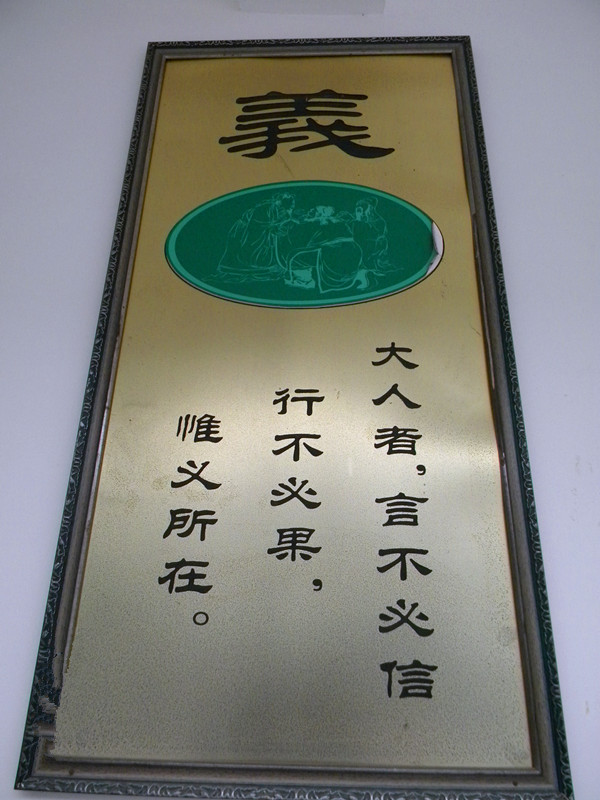 義
大人者，言不必信
行不必果，
惟义所在。